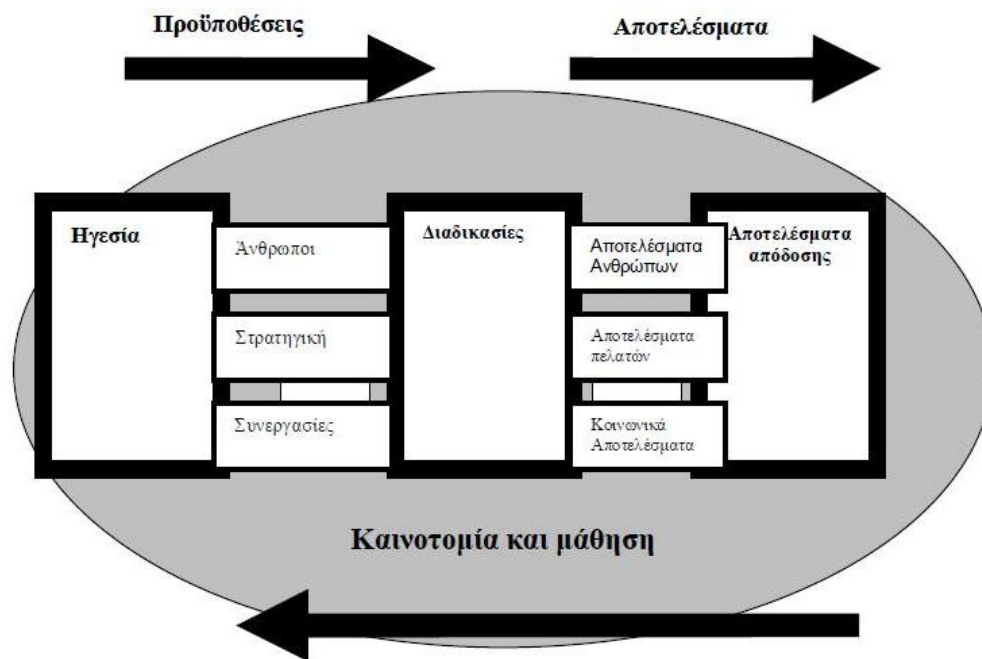 Προϋποθέσεις
Αποτελέσματα
Ηγεσία
Άνθρωποι
Στρατηγική
Συνεργασίες
Διαδικασίες
Αποτελέσματα
Ανθρώπων
Αποτελέσματα
πελατών
Κοινωνικά
Αποτελέσματα
Αποτελέσματα
απόδοσης
Καινοτομία και μάθηση